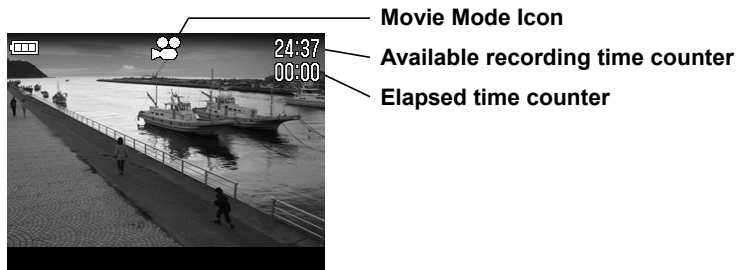 Movie Mode Icon
24:37
Available recording time counter
00:00
Elapsed time counter